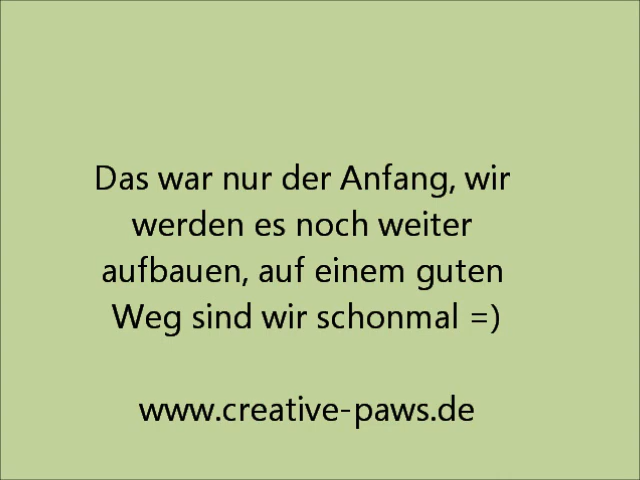 Das war nur der Anfang, wir
werden es noch weiter
aufbauen, auf einem guten
Weg sind wir schonmal =)
www.creative-paws.de